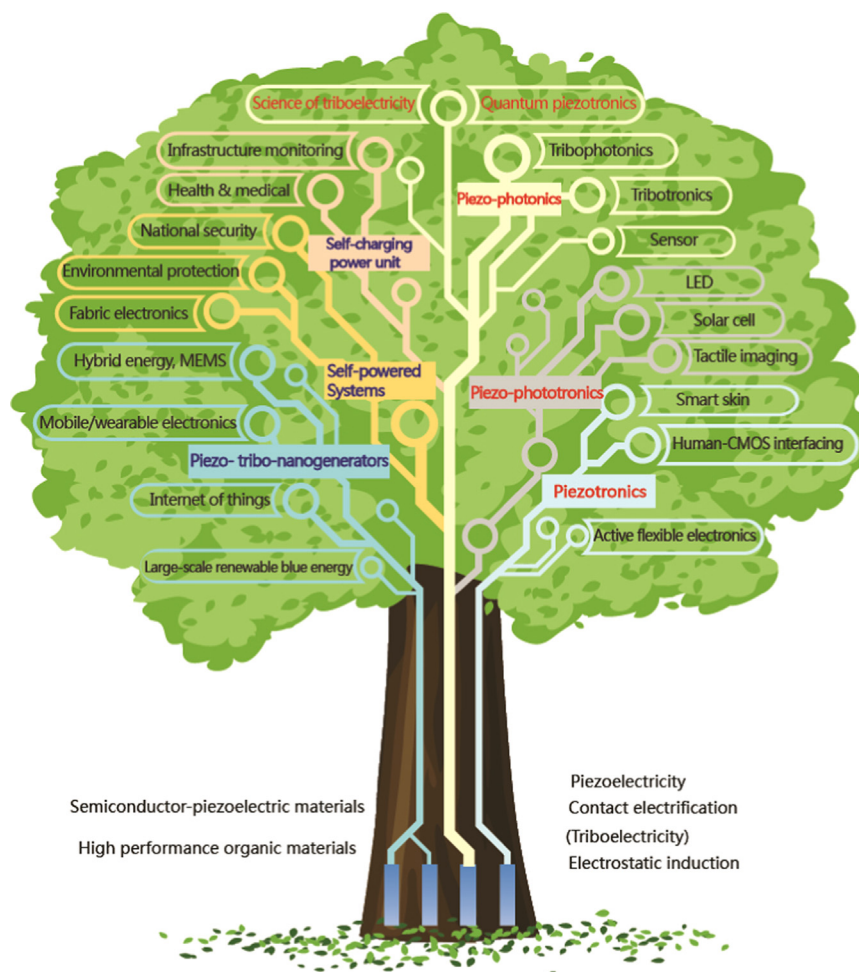 Science of triboelectricity
Quantum piezotronics
Infrastructure monitoring
Tribophotonics
Health & medical
Piezo-photonics
Tribotronics
National security
Self-charging
power unit
Sensor
Environmental protection
LED
Fabric electronics
Solar cell
Hybrid energy, MEMS
Self-powered
Systems
Tactile imaging
Piezo-phototronics
Smart skin
Mobile/wearable electronics
Human-CMOS interfacing
Piezo- tribo-nanogenerators
Piezotronics
Internet of things
Active flexible electronics
Large-scale renewable blue energy
Semiconductor-piezoelectric materials
High performance organic materials
Piezoelectricity
Contact electrification
(Triboelectricity)
Electrostatic induction